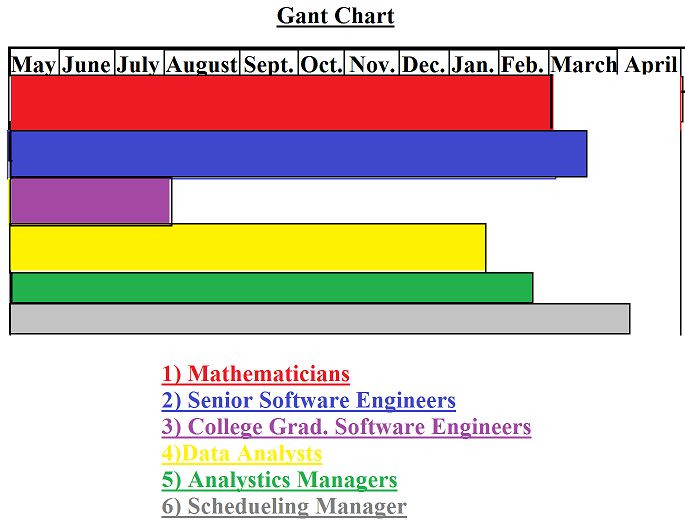 Gant Chart
May June July August Sept. Oct. Nov. Dec. Jan. Feb. March April
1) Mathematicians
2) Senior Software Engineers
3) College Grad. Software Engineers
4)Data Analysts
5) Analystics Managers
6) Schedueling Manager